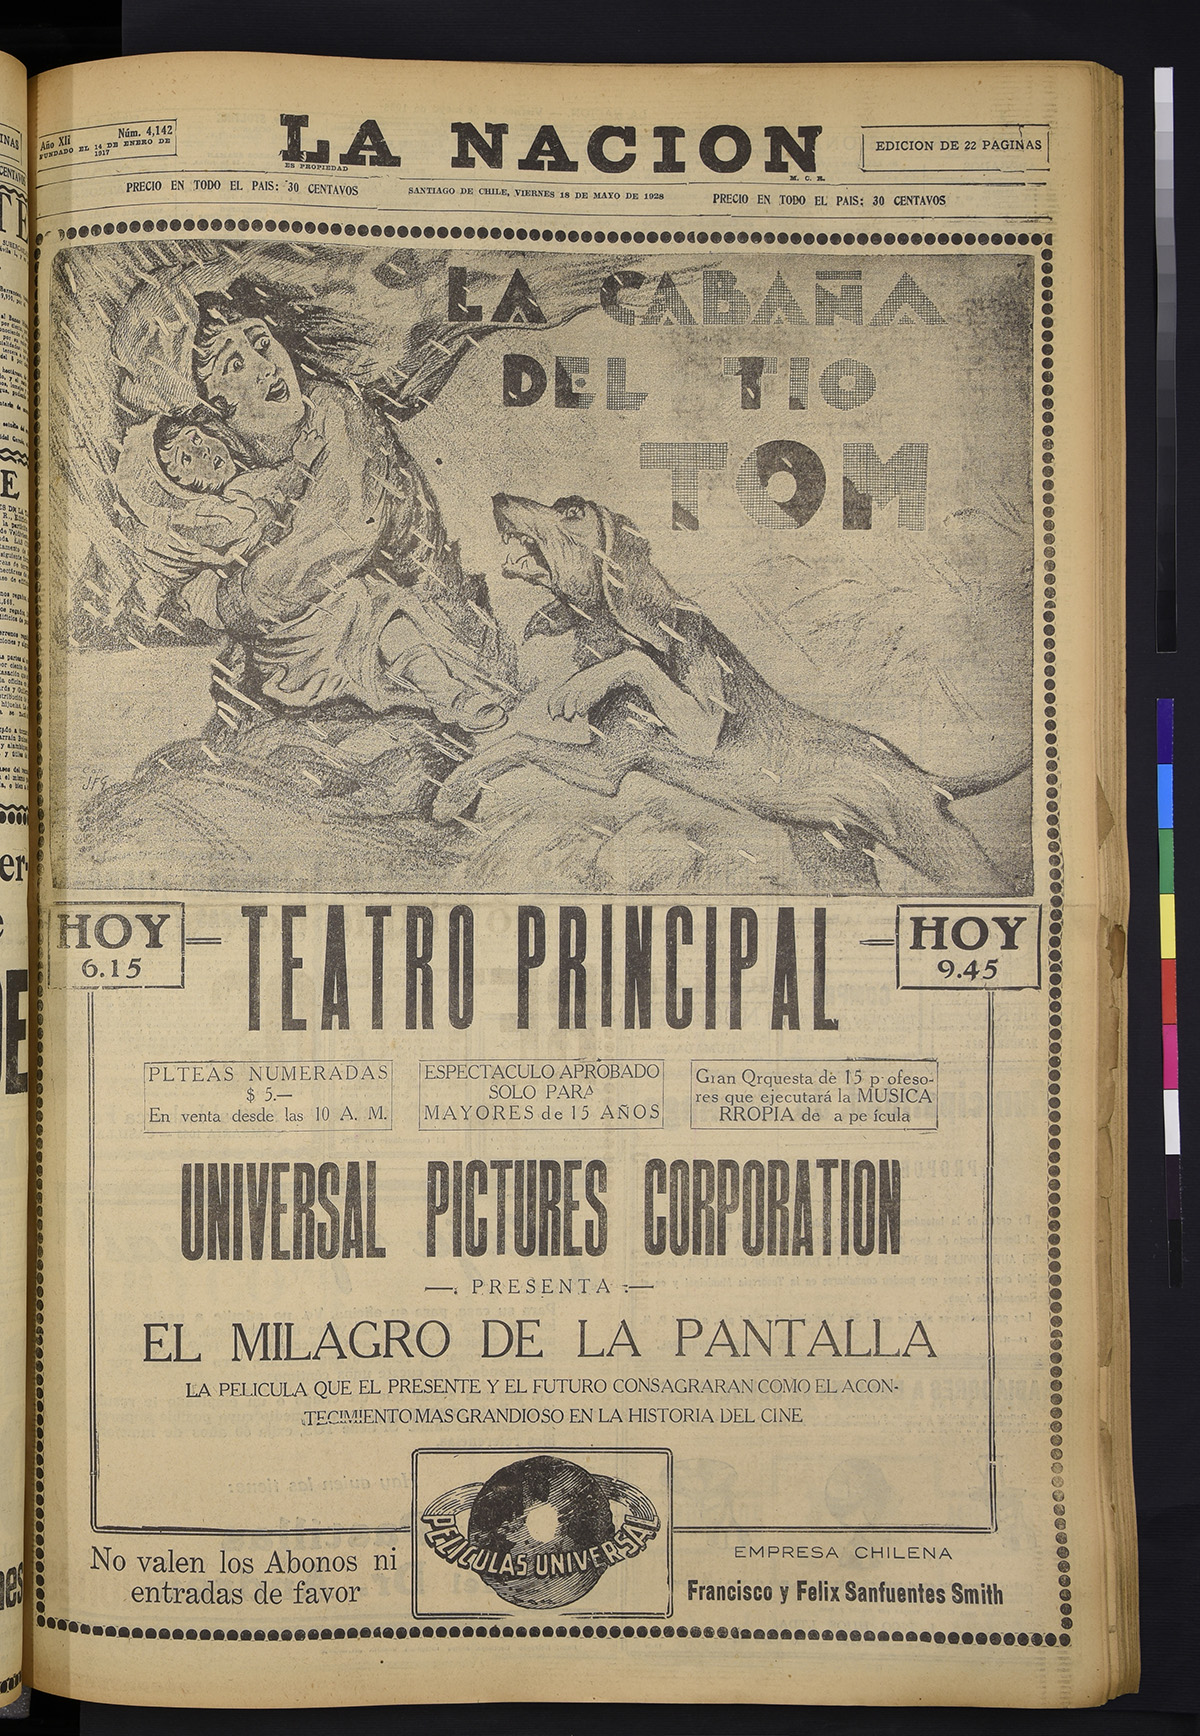 Año XII Núm. 4,142
FUNDADO EL 14 DE ENERO DE
1917
LA NACION
ES PROPIEDAD
M. C. R.
EDICION DE 22 PAGINAS
PRECIO EN TODO EL PAIS: 30 CENTAVOS
SANTIAGO DE CHILE, VIERNES 18 DE MAYO DE 1928
PRECIO EN TODO EL PAIS: 30 CENTAVOS
LA CABAÑA
DEL TIO
TOM
HOY
6.15
TEATRO PRINCIPAL
HOY
9.45
PLTEAS NUMERADAS
$ 5.—
En venta desde las 10 A. M.
ESPECTACULO APROBADO
SOLO PARA
MAYORES de 15 AÑOS
Gran Qrquesta de 15 p ofeso-
res que ejecutará la MUSICA
RROPIA de a pe ícula
UNIVERSAL PICTURES CORPORATION
—: PRESENTA :—
EL MILAGRO DE LA PANTALLA
LA PELICULA QUE EL PRESENTE Y EL FUTURO CONSAGRARAN COMO EL ACON-
TECIMIENTO MAS GRANDIOSO EN LA HISTORIA DEL CINE
PELICULAS UNIVERSAL
No valen los Abonos ni
entradas de favor
EMPRESA CHILENA
Francisco y Felix Sanfuentes Smith